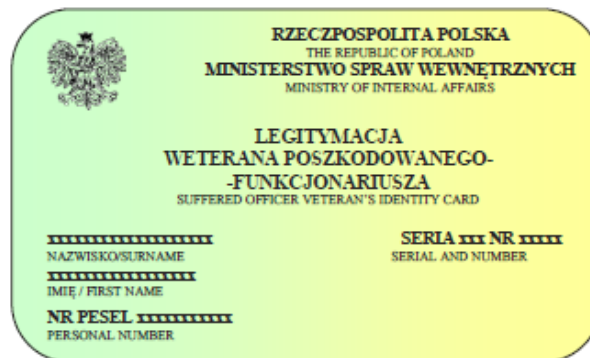 RZECZPOSPOLITA POLSKA
THE REPUBLIC OF POLAND
MINISTERSTWO SPRAW WEWNĘTRZNYCH
MINISTRY OF INTERNAL AFFAIRS
LEGITYMACJA
WETERANA POSZKODOWANEGO-
-FUNKCJONARIUSZA
SUFFERED OFFICER VETERAN'S IDENTITY CARD
xxxxxxxxxxxxxxxxxxx
NAZWISKO/SURNAME
xxxxxxxxxxxxxxxxx
IMIĘ / FIRST NAME
NR PESEL xxxxxxxxxxx
PERSONAL NUMBER
SERIA xxx NR xxxxx
SERIAL AND NUMBER